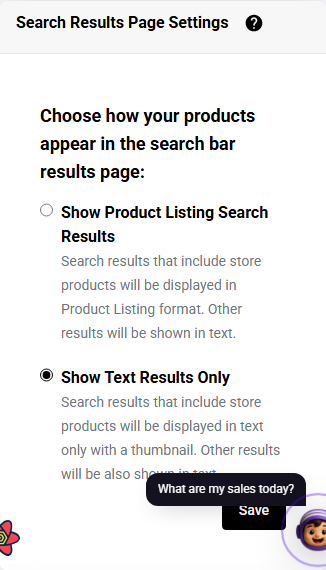 Search Results Page Settings ?
Choose how your products
appear in the search bar
results page:
Show Product Listing Search
Results
Search results that include store
products will be displayed in
Product Listing format. Other
results will be shown in text.
Show Text Results Only
Search results that include store
products will be displayed in text
only with a thumbnail. Other results
will be also shown in text.
What are my sales today?
Save